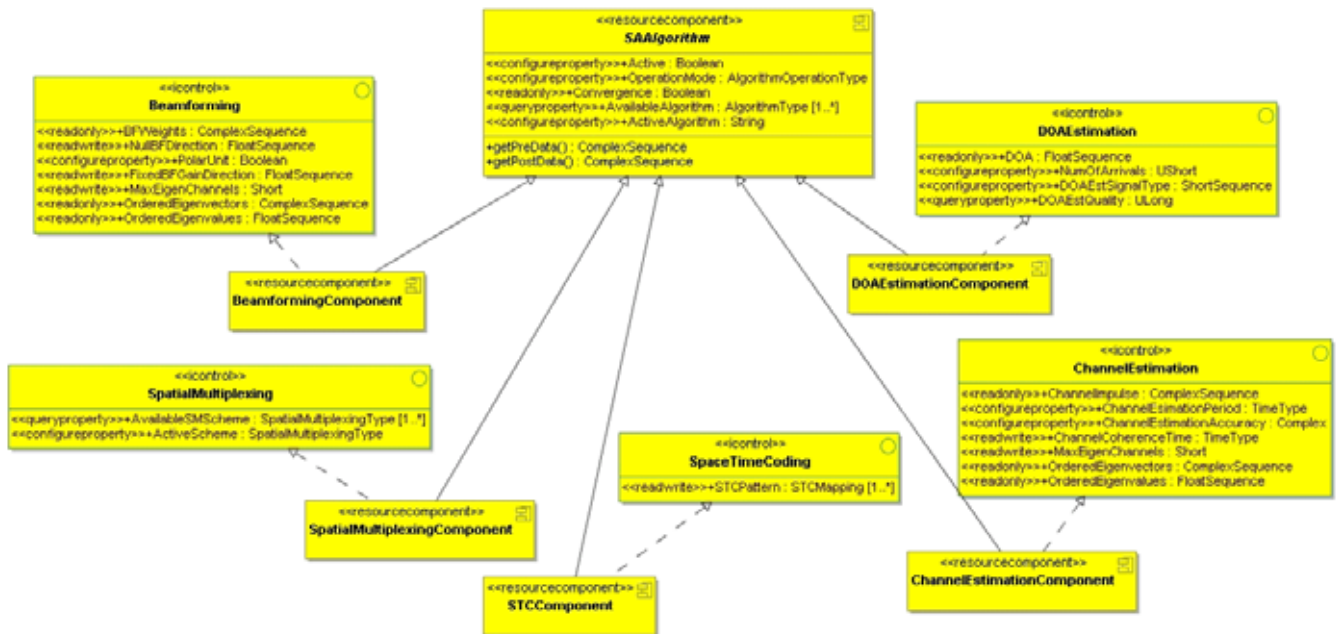 <<resourcecomponent>>
SAAlgorithm
<<configureproperty>>+Active : Boolean
<<configureproperty>>+OperationMode : AlgorithmOperationType
<<readonly>>+Convergence : Boolean
<<queryproperty>>+AvailableAlgorithm : AlgorithmType [1..*]
<<configureproperty>>+ActiveAlgorithm : String
+getPreData() : ComplexSequence
+getPostData() : ComplexSequence
<<icontrol>>
Beamforming
<<readonly>>+BFWeights : ComplexSequence
<<readwrite>>+NullBFDirection : FloatSequence
<<configureproperty>>+PolarUnit : Boolean
<<readwrite>>+FixedBFGainDirection : FloatSequence
<<readwrite>>+MaxEigenChannels : Short
<<readonly>>+OrderedEigenvectors : ComplexSequence
<<readonly>>+OrderedEigenvalues : FloatSequence
<<icontrol>>
DOAEstimation
<<readonly>>+DOA : FloatSequence
<<configureproperty>>+NumOfArrivals : UShort
<<configureproperty>>+DOAEstSignalType : ShortSequence
<<queryproperty>>+DOAEstQuality : ULong
<<resourcecomponent>>
BeamformingComponent
<<resourcecomponent>>
DOAEstimationComponent
<<icontrol>>
SpatialMultiplexing
<<queryproperty>>+AvailableSMScheme : SpatialMultiplexingType [1..*]
<<configureproperty>>+ActiveScheme : SpatialMultiplexingType
<<icontrol>>
ChannelEstimation
<<readonly>>+ChannelImpulse : ComplexSequence
<<configureproperty>>+ChannelEsimationPeriod : TimeType
<<configureproperty>>+ChannelEstimationAccuracy : Complex
<<readwrite>>+ChannelCoherenceTime : TimeType
<<readwrite>>+MaxEigenChannels : Short
<<readonly>>+OrderedEigenvectors : ComplexSequence
<<readonly>>+OrderedEigenvalues : FloatSequence
<<icontrol>>
SpaceTimeCoding
<<readwrite>>+STCPattern : STCMapping [1..*]
<<resourcecomponent>>
SpatialMultiplexingComponent
<<resourcecomponent>>
STCComponent
<<resourcecomponent>>
ChannelEstimationComponent